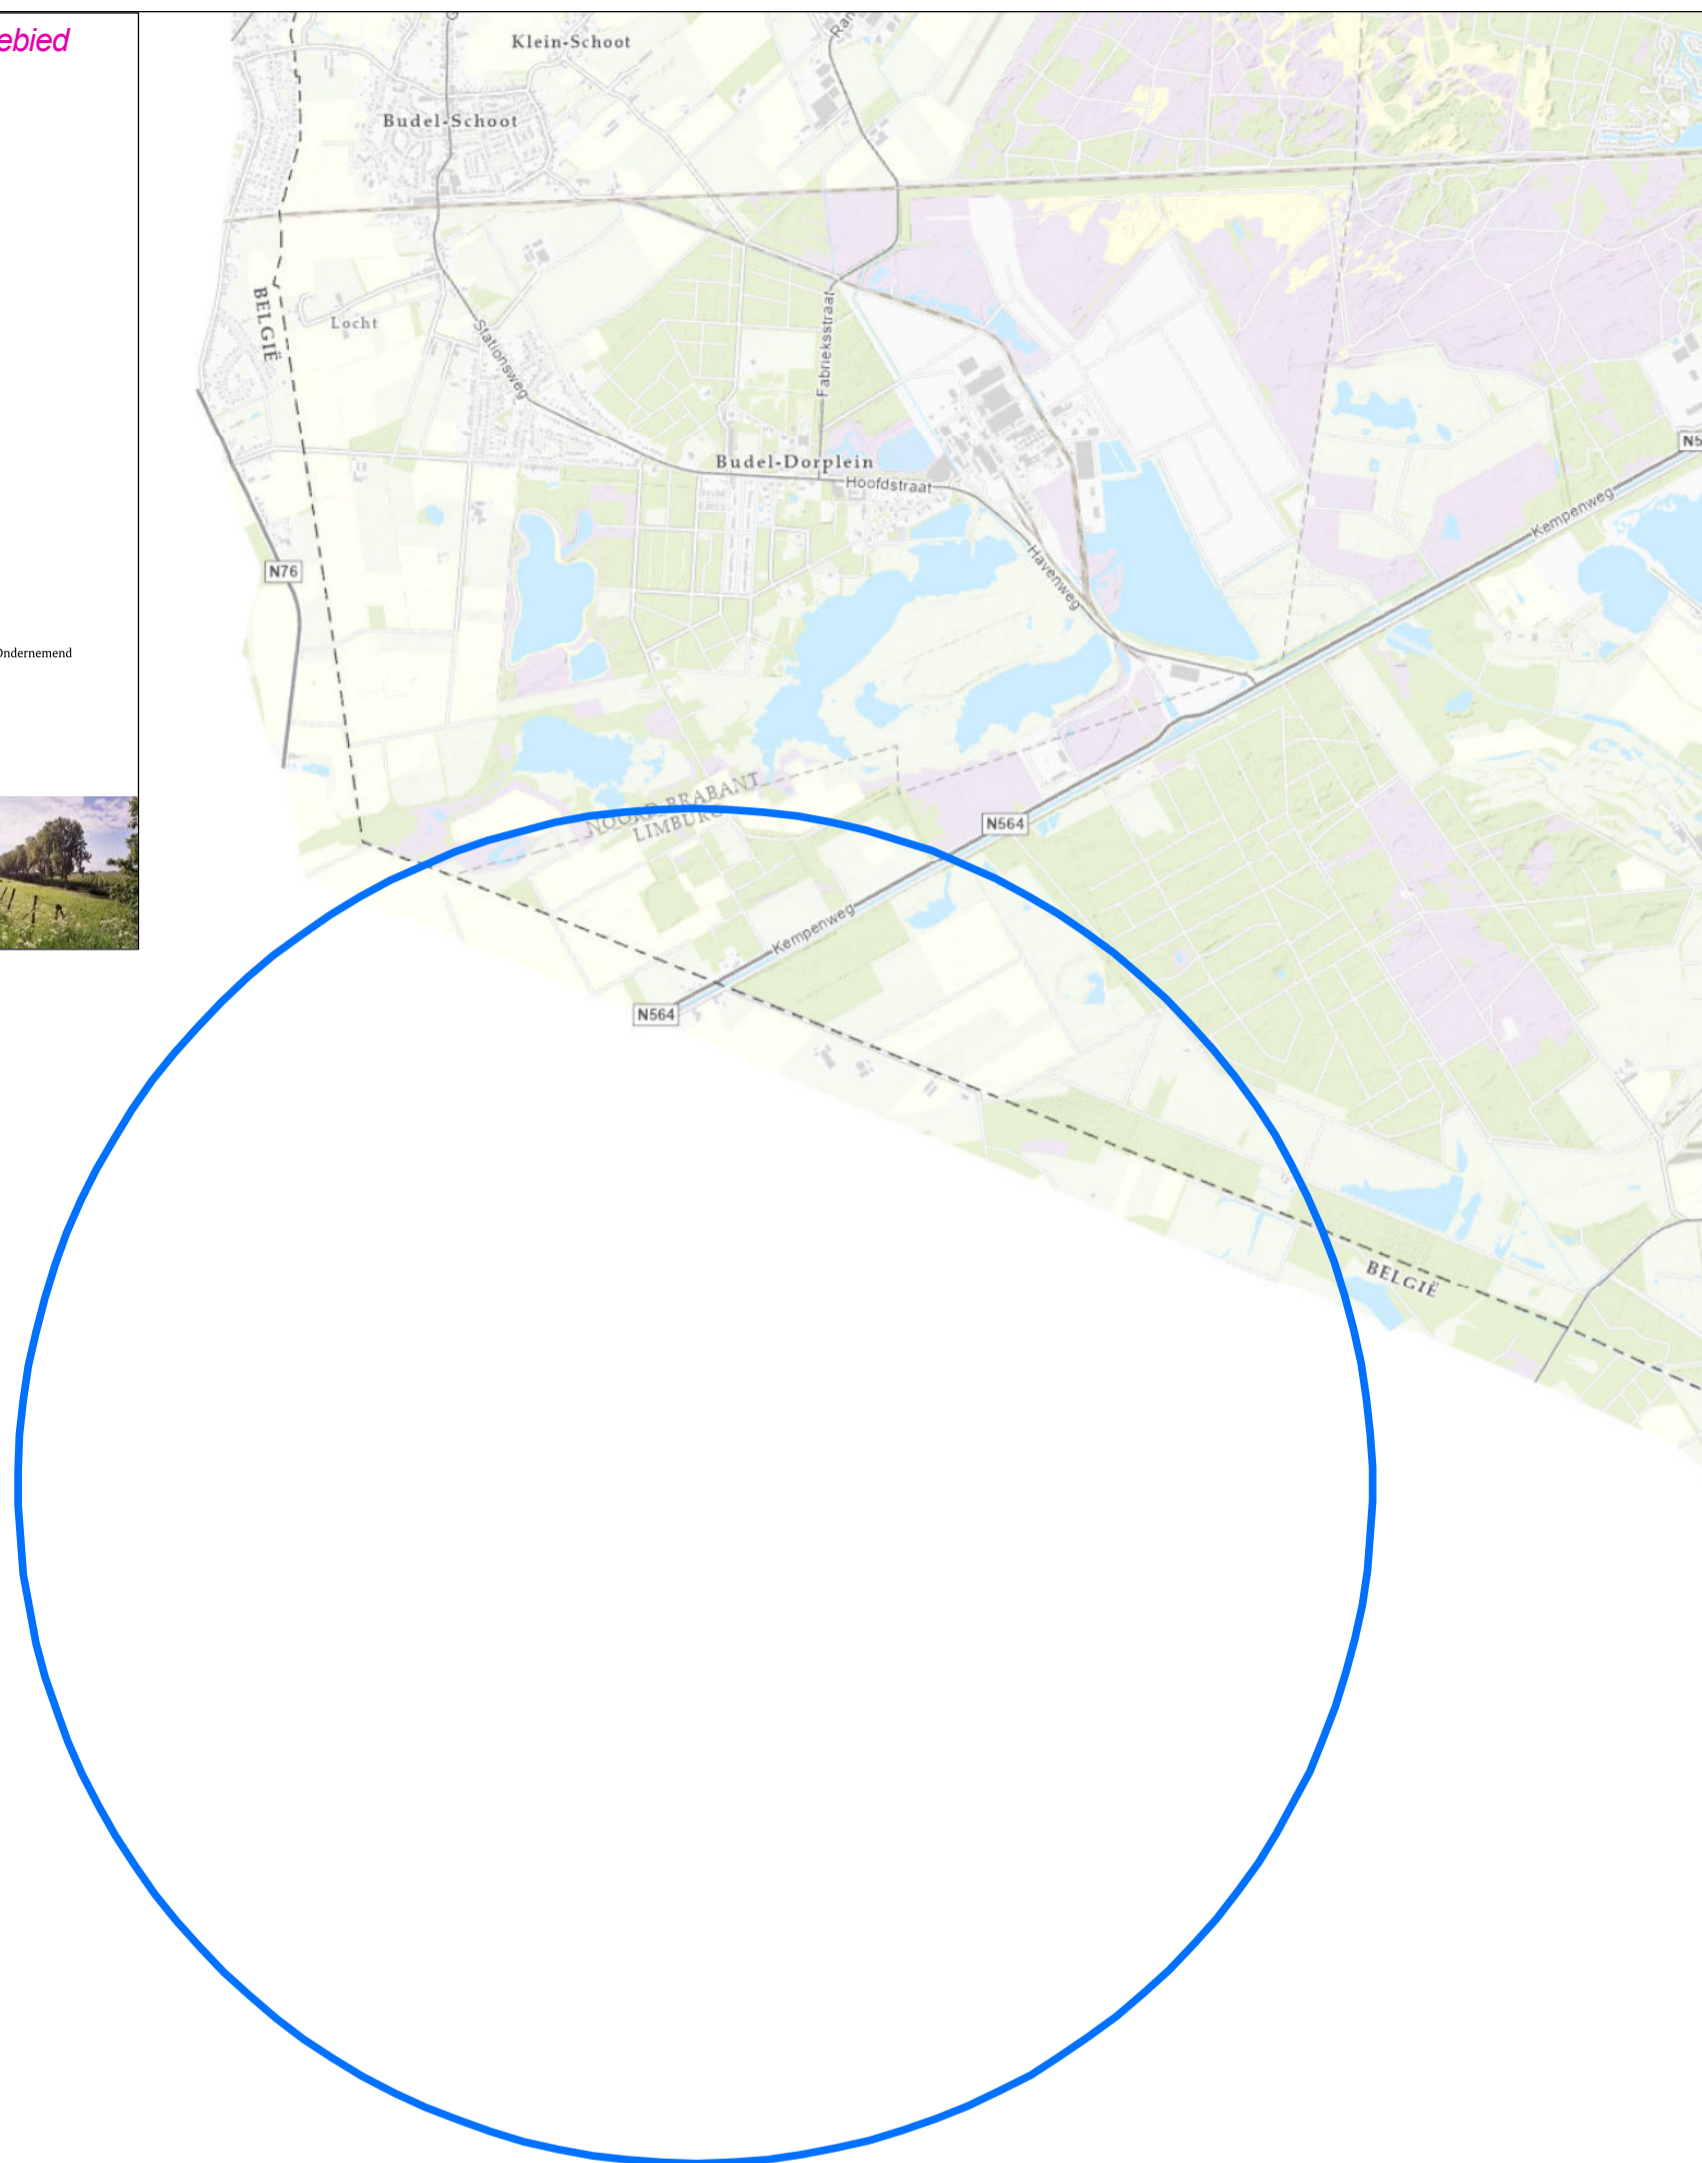 ebied
Klein-Schoot
Budel-Schoot
BELGIË
Locht
Stationsweg
Fabrieksstraat
Budel-Dorplein
Hoofdstraat
Kempenweg
N76
Havenweg
Ondernemend
NOORD-BRABANT
LIMBURG
N564
Kempenweg
N564
BELGIË